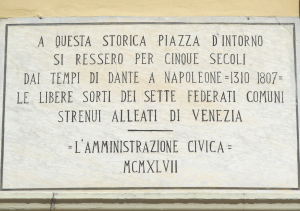 A QUESTA STORICA PIAZZA D'INTORNO
SI RESSERO PER CINQUE SECOLI
DAI TEMPI DI DANTE A NAPOLEONE =1310 1807=
LE LIBERE SORTI DEI SETTE FEDERATI COMUNI
STRENUI ALLEATI DI VENEZIA
=L'AMMINISTRAZIONE CIVICA=
MCMXLVII